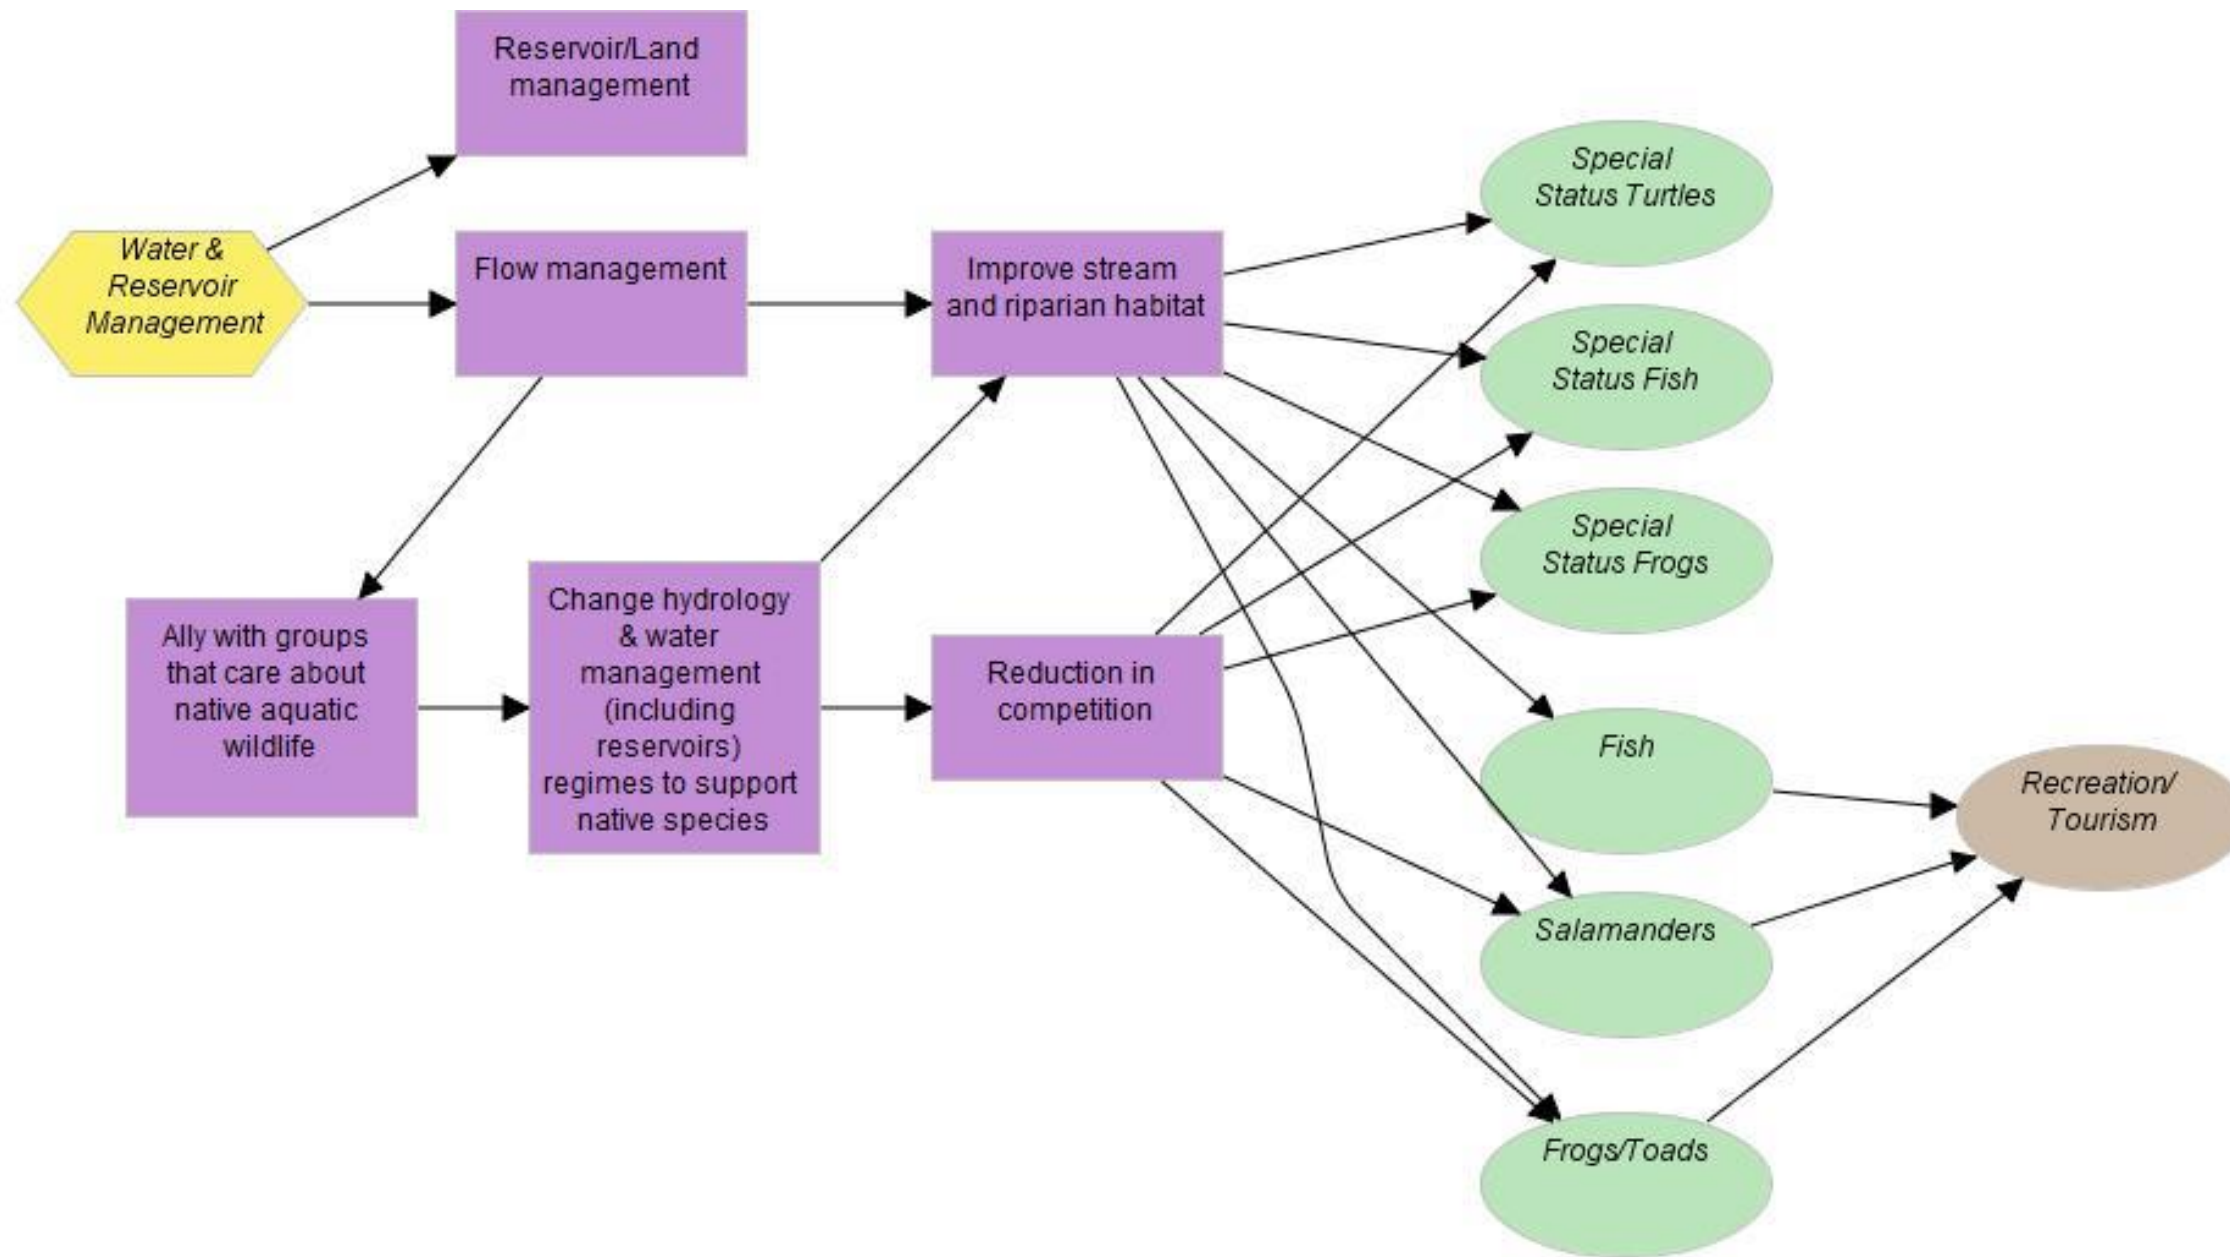 Reservoir/Land
management
Water &
Reservoir
Management
Flow management
Improve stream
and riparian habitat
Special
Status Turtles
Special
Status Fish
Special
Status Frogs
Ally with groups
that care about
native aquatic
wildlife
Change hydrology
& water
management
(including
reservoirs)
regimes to support
native species
Reduction in
competition
Fish
Salamanders
Frogs/Toads
Recreation/
Tourism